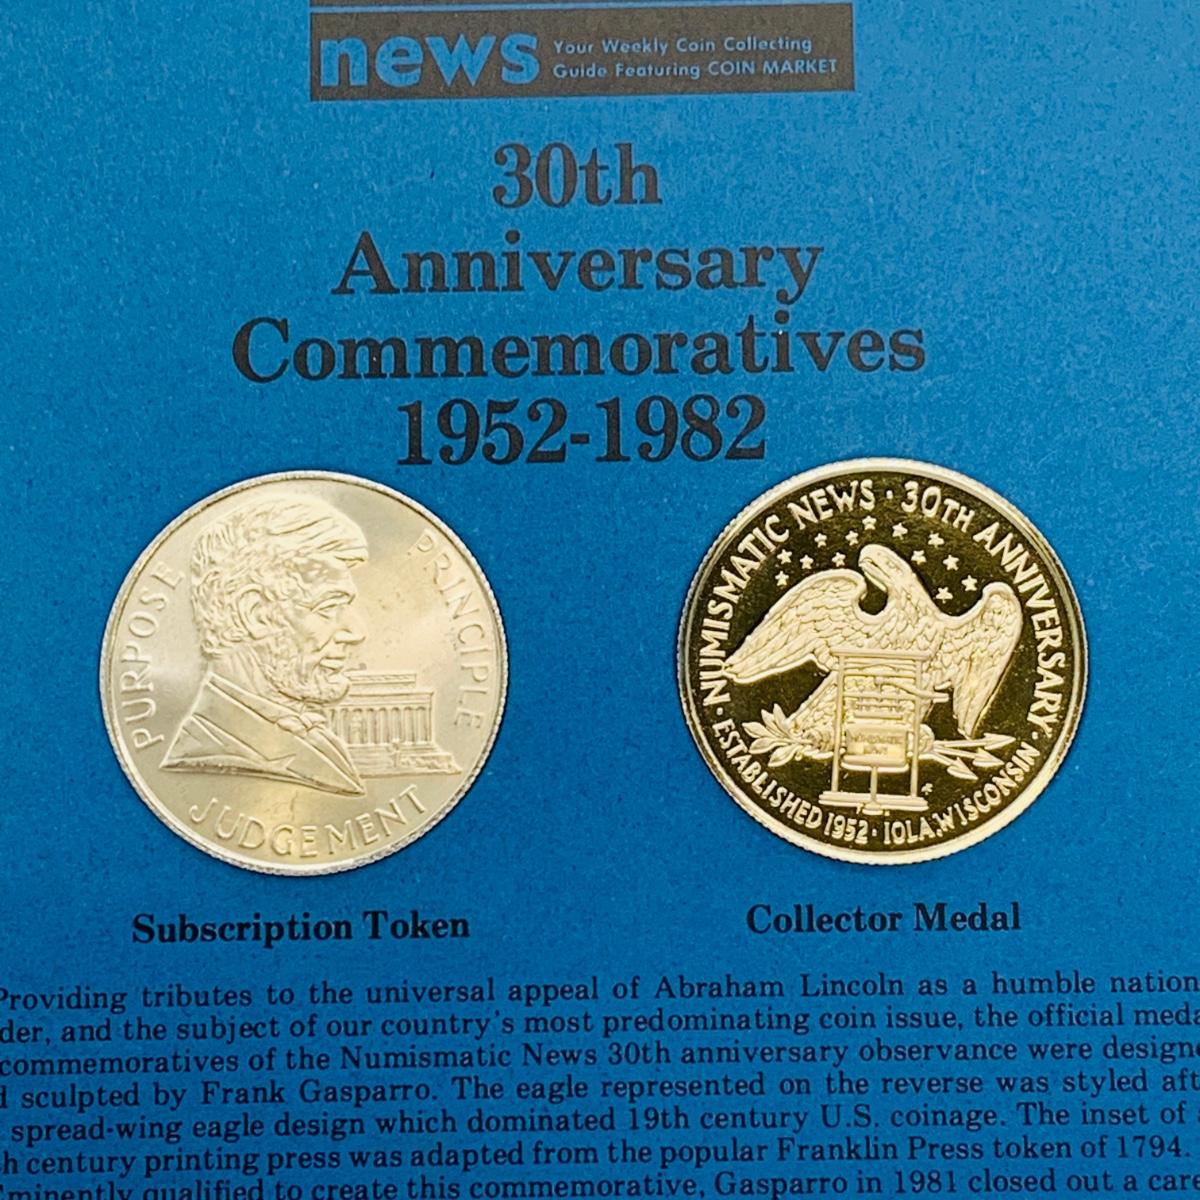 news Your Weekly Coin Collecting
Guide Featuring COIN MARKET
30th
Anniversary
Commemoratives
1952-1982
PURPOSE
PRINCIPLE
JUDGEMENT
NUMISMATIC NEWS · 30TH ANNIVERSARY
· ESTABLISHED 1952 · IOLA, WISCONSIN ·
Subscription Token
Collector Medal
Providing tributes to the universal appeal of Abraham Lincoln as a humble nation
der, and the subject of our country's most predominating coin issue, the official meda
commemoratives of the Numismatic News 30th anniversary observance were designe
d sculpted by Frank Gasparro. The eagle represented on the reverse was styled aft
spread-wing eagle design which dominated 19th century U.S. coinage. The inset of
h century printing press was adapted from the popular Franklin Press token of 1794.
Eminently qualified to create this commemorative, Gasparro in 1981 closed out a care